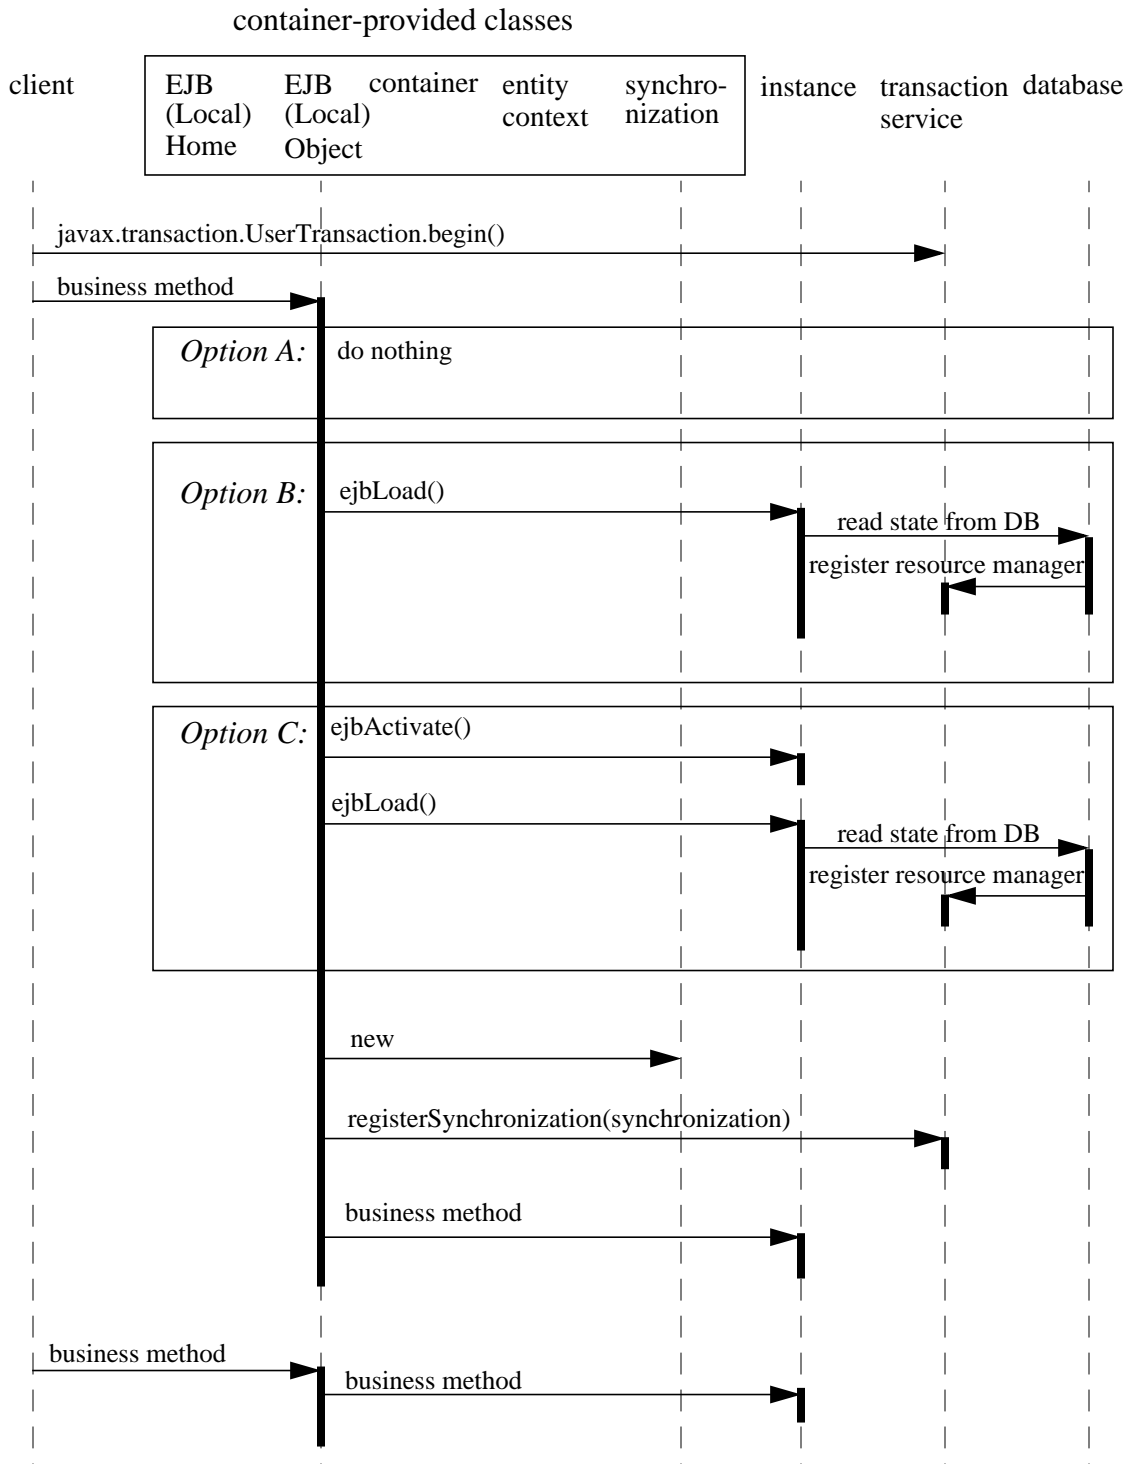 container-provided classes
client
EJB
(Local)
Home
EJB
(Local)
Object
container
entity
context
synchro-
nization
instance
transaction
service
database
javax.transaction.UserTransaction.begin()
business method
Option A:
do nothing
Option B:
ejbLoad()
read state from DB
register resource manager
Option C:
ejbActivate()
ejbLoad()
read state from DB
register resource manager
new
registerSynchronization(synchronization)
business method
business method
business method